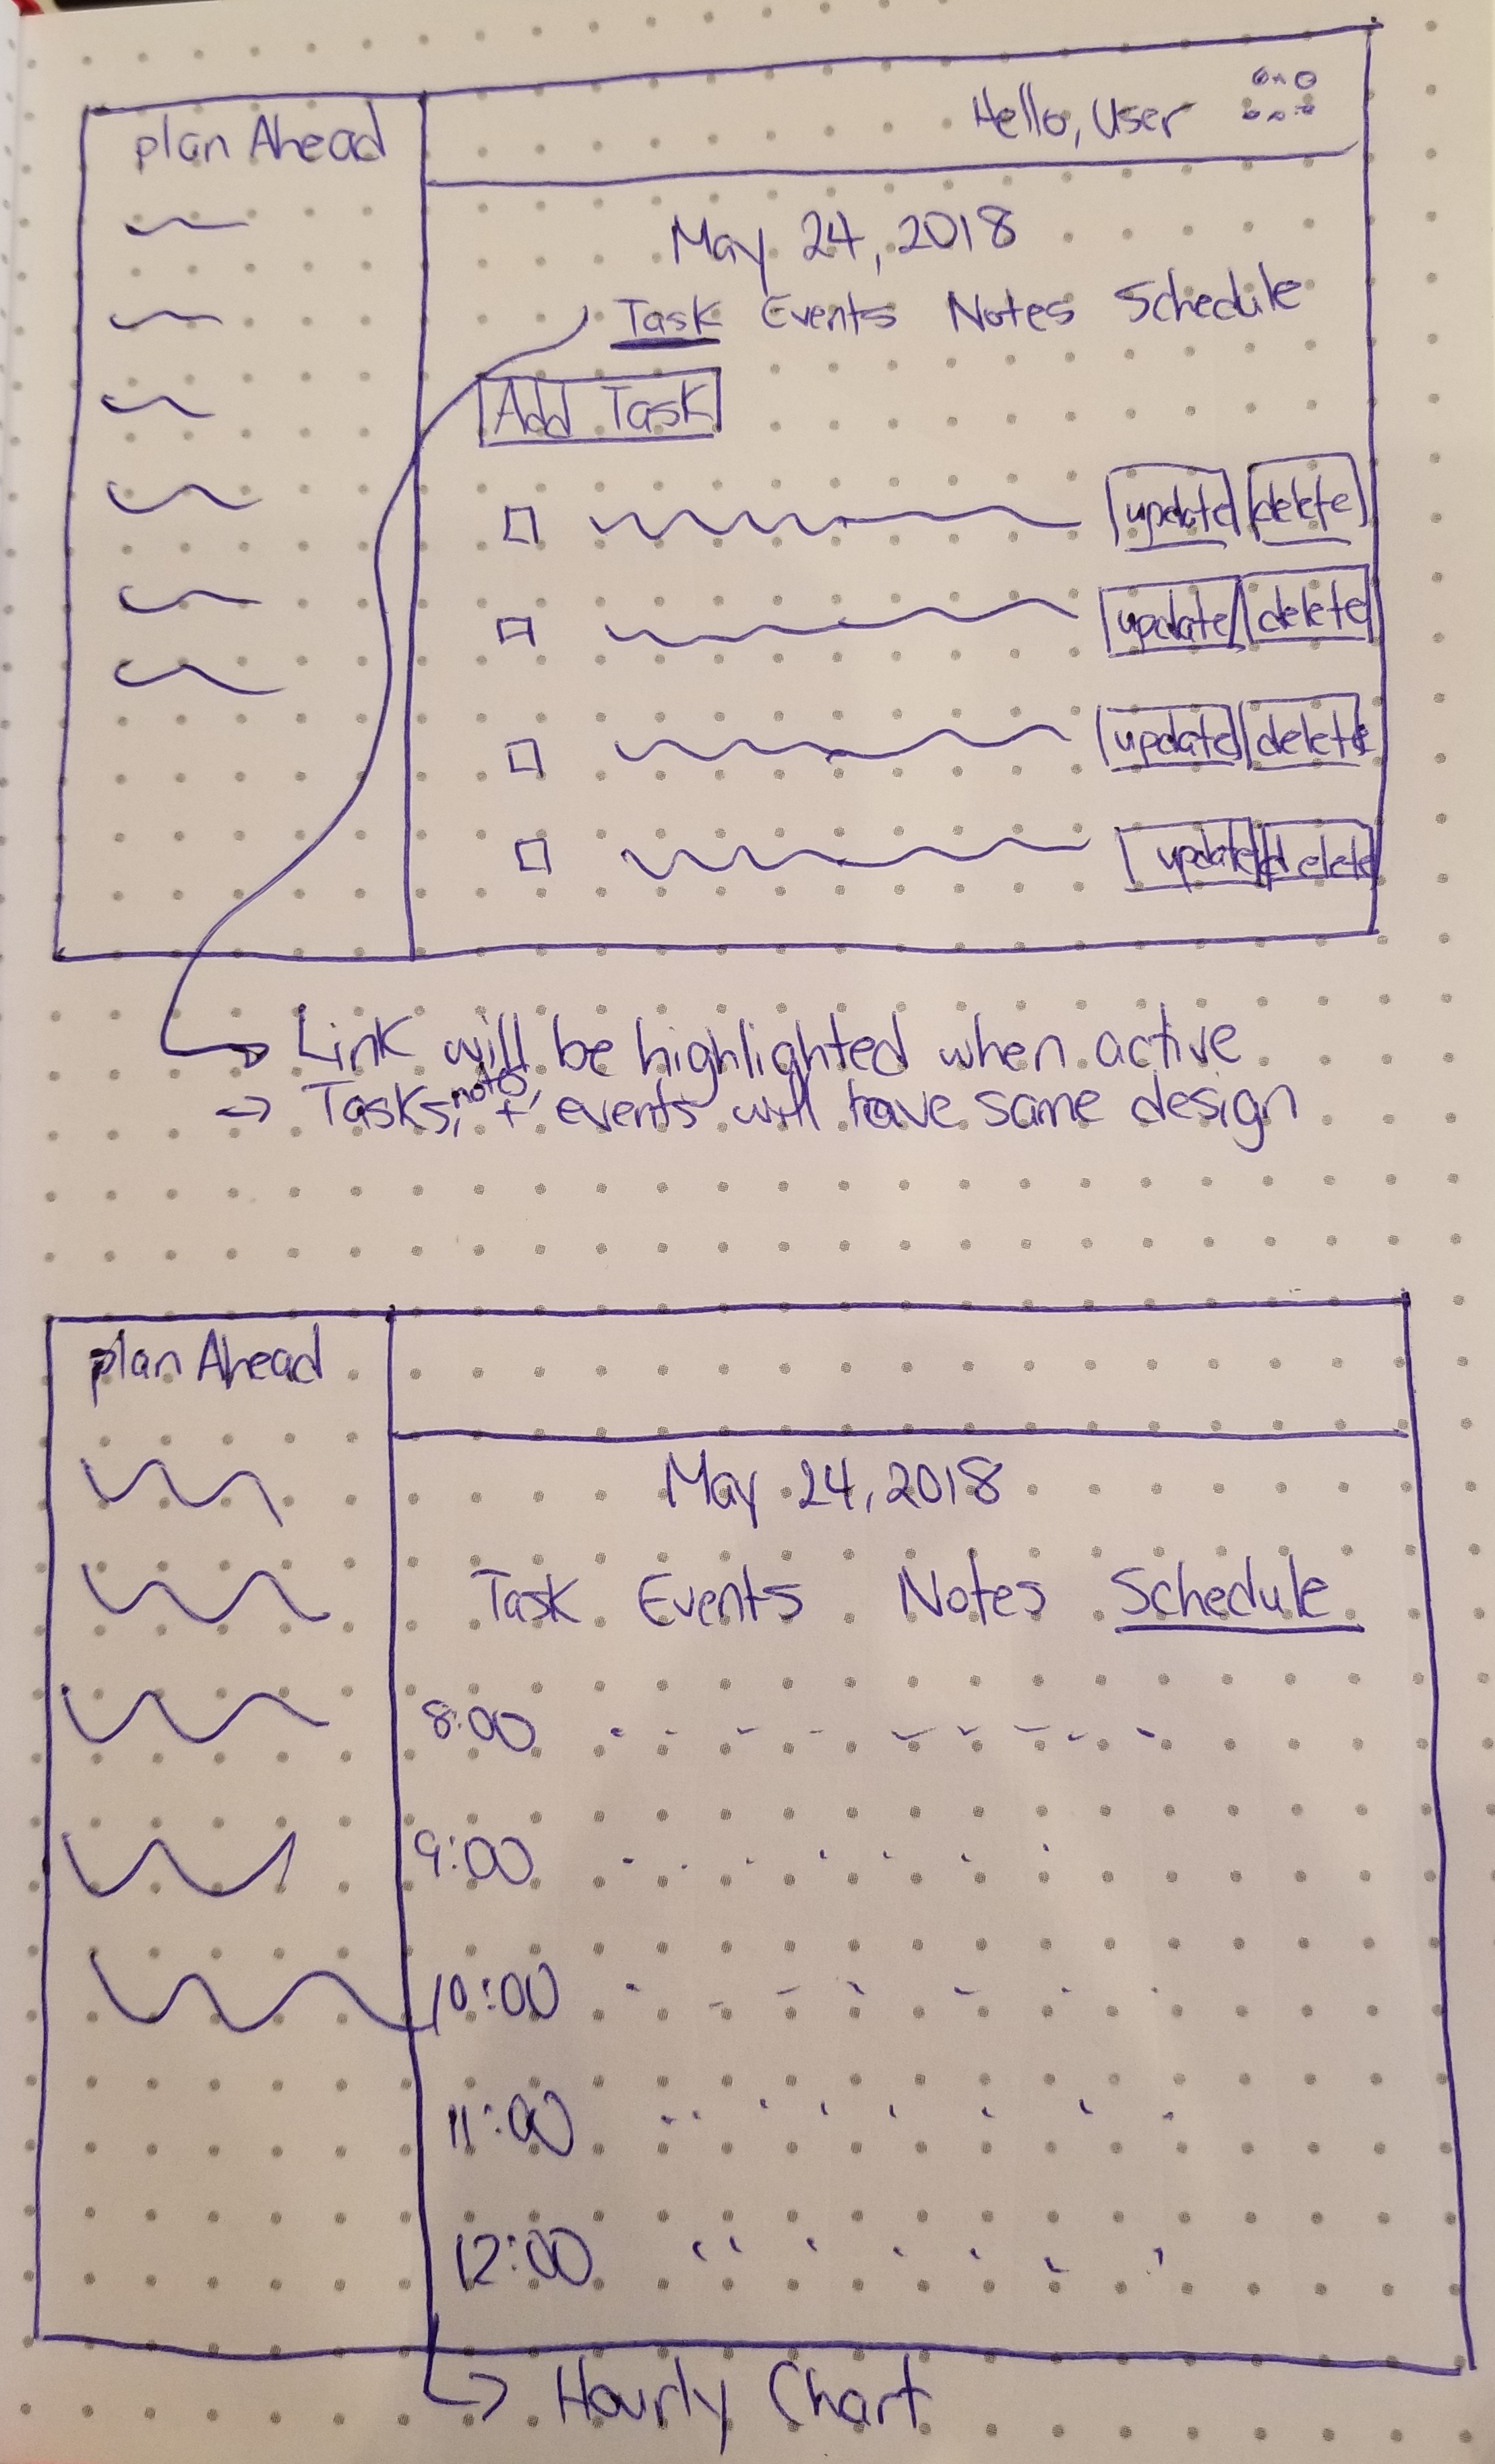 plan Ahead
Hello, User
May 24, 2018
Task Events Notes Schedule
Add Task
update delete
update delete
update delete
update delete
Link will be highlighted when active
→ Tasks, notes, + events will have same design
plan Ahead
May 24, 2018
Task Events Notes Schedule
8:00
9:00
10:00
11:00
12:00
Hourly Chart